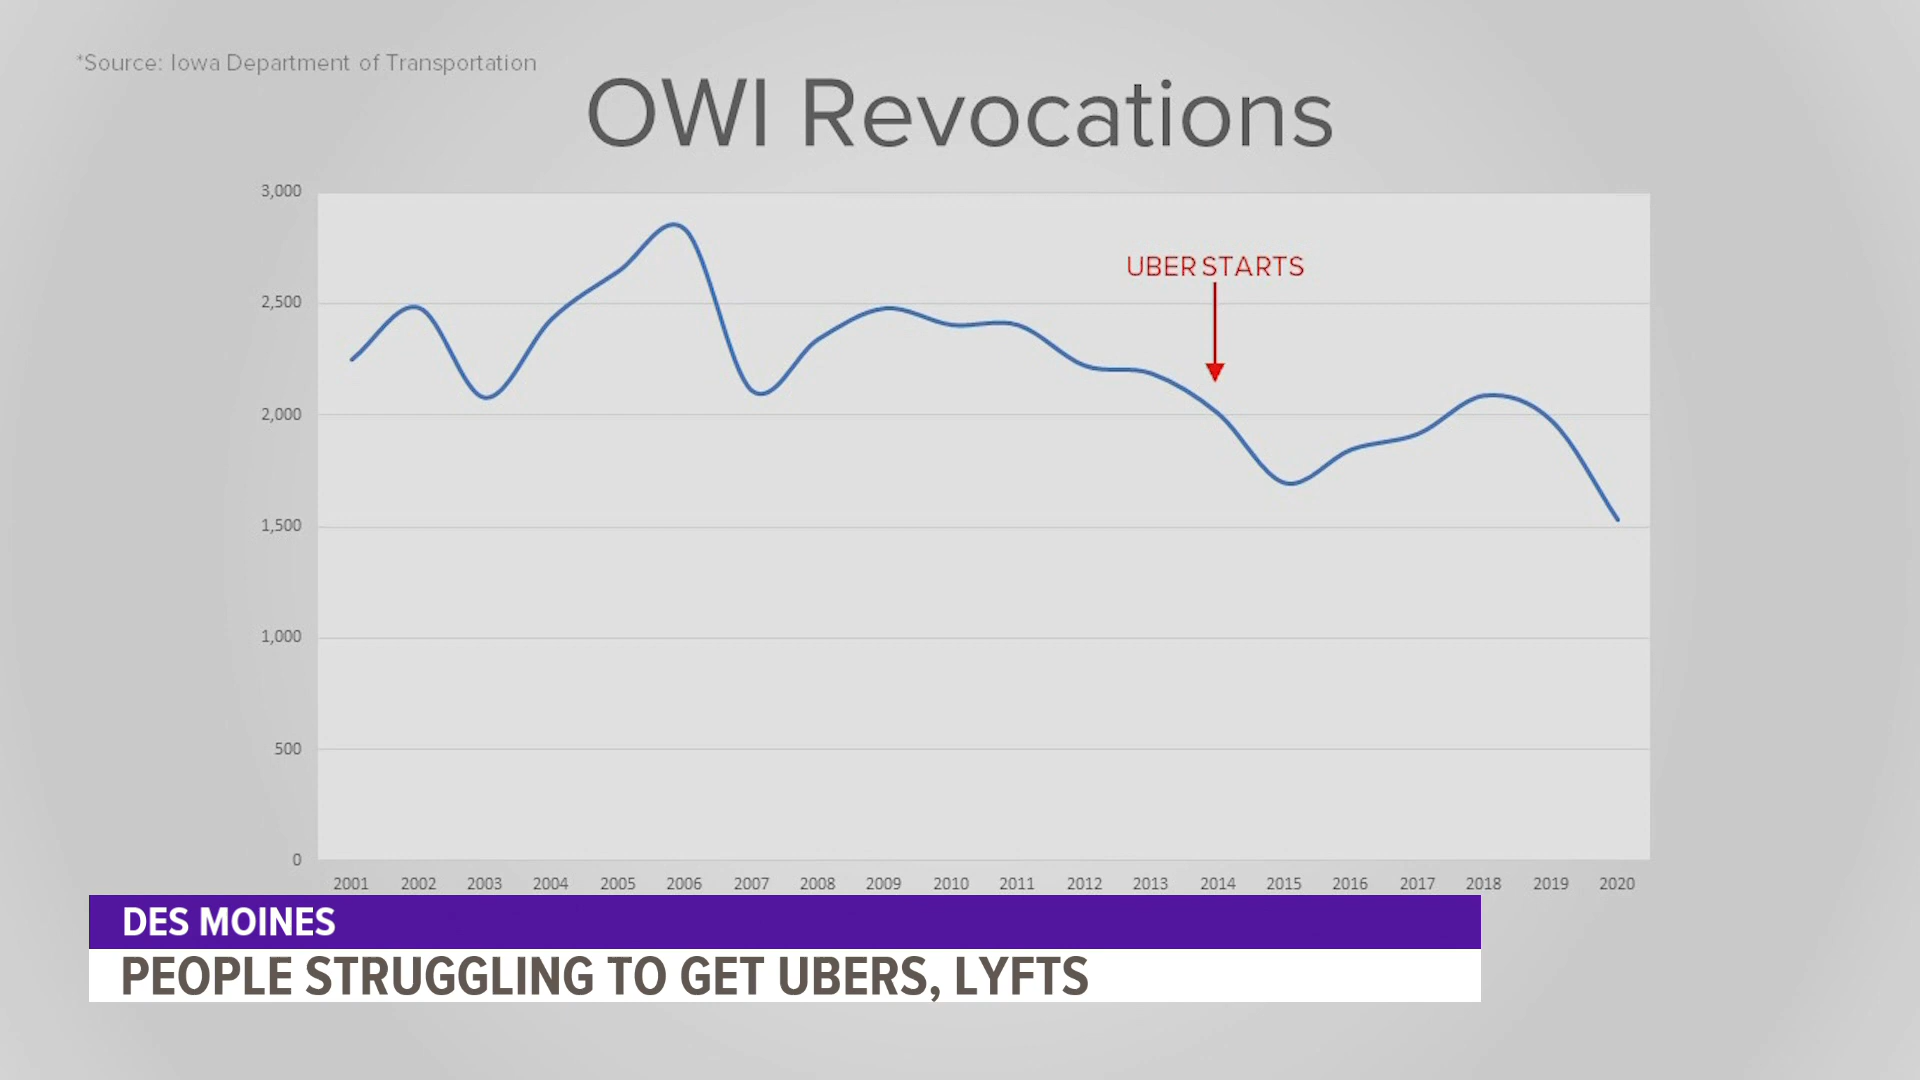 *Source: Iowa Department of Transportation
OWI Revocations
3,000
UBER STARTS
2,500
2,000
1,500
1,000
500
0
2001 2002 2003 2004 2005 2006 2007 2008 2009 2010 2011 2012 2013 2014 2015 2016 2017 2018 2019 2020
DES MOINES
PEOPLE STRUGGLING TO GET UBERS, LYFTS